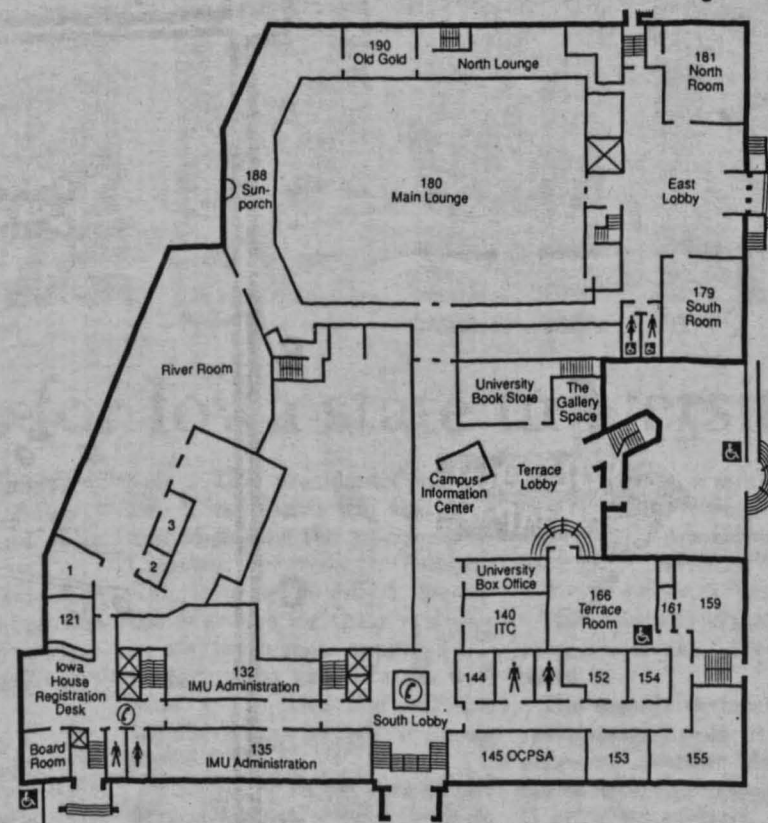 190
Old Gold
North Lounge
181
North
Room
188
Sun-
porch
180
Main Lounge
East
Lobby
179
South
Room
River Room
University
Book Store
The
Gallery
Space
Campus
Information
Center
Terrace
Lobby
3
2
1
121
University
Box Office
140
ITC
166
Terrace
Room
161
159
Iowa
House
Registration
Desk
132
IMU Administration
144
152
154
South Lobby
Board
Room
135
IMU Administration
145 OCPSA
153
155